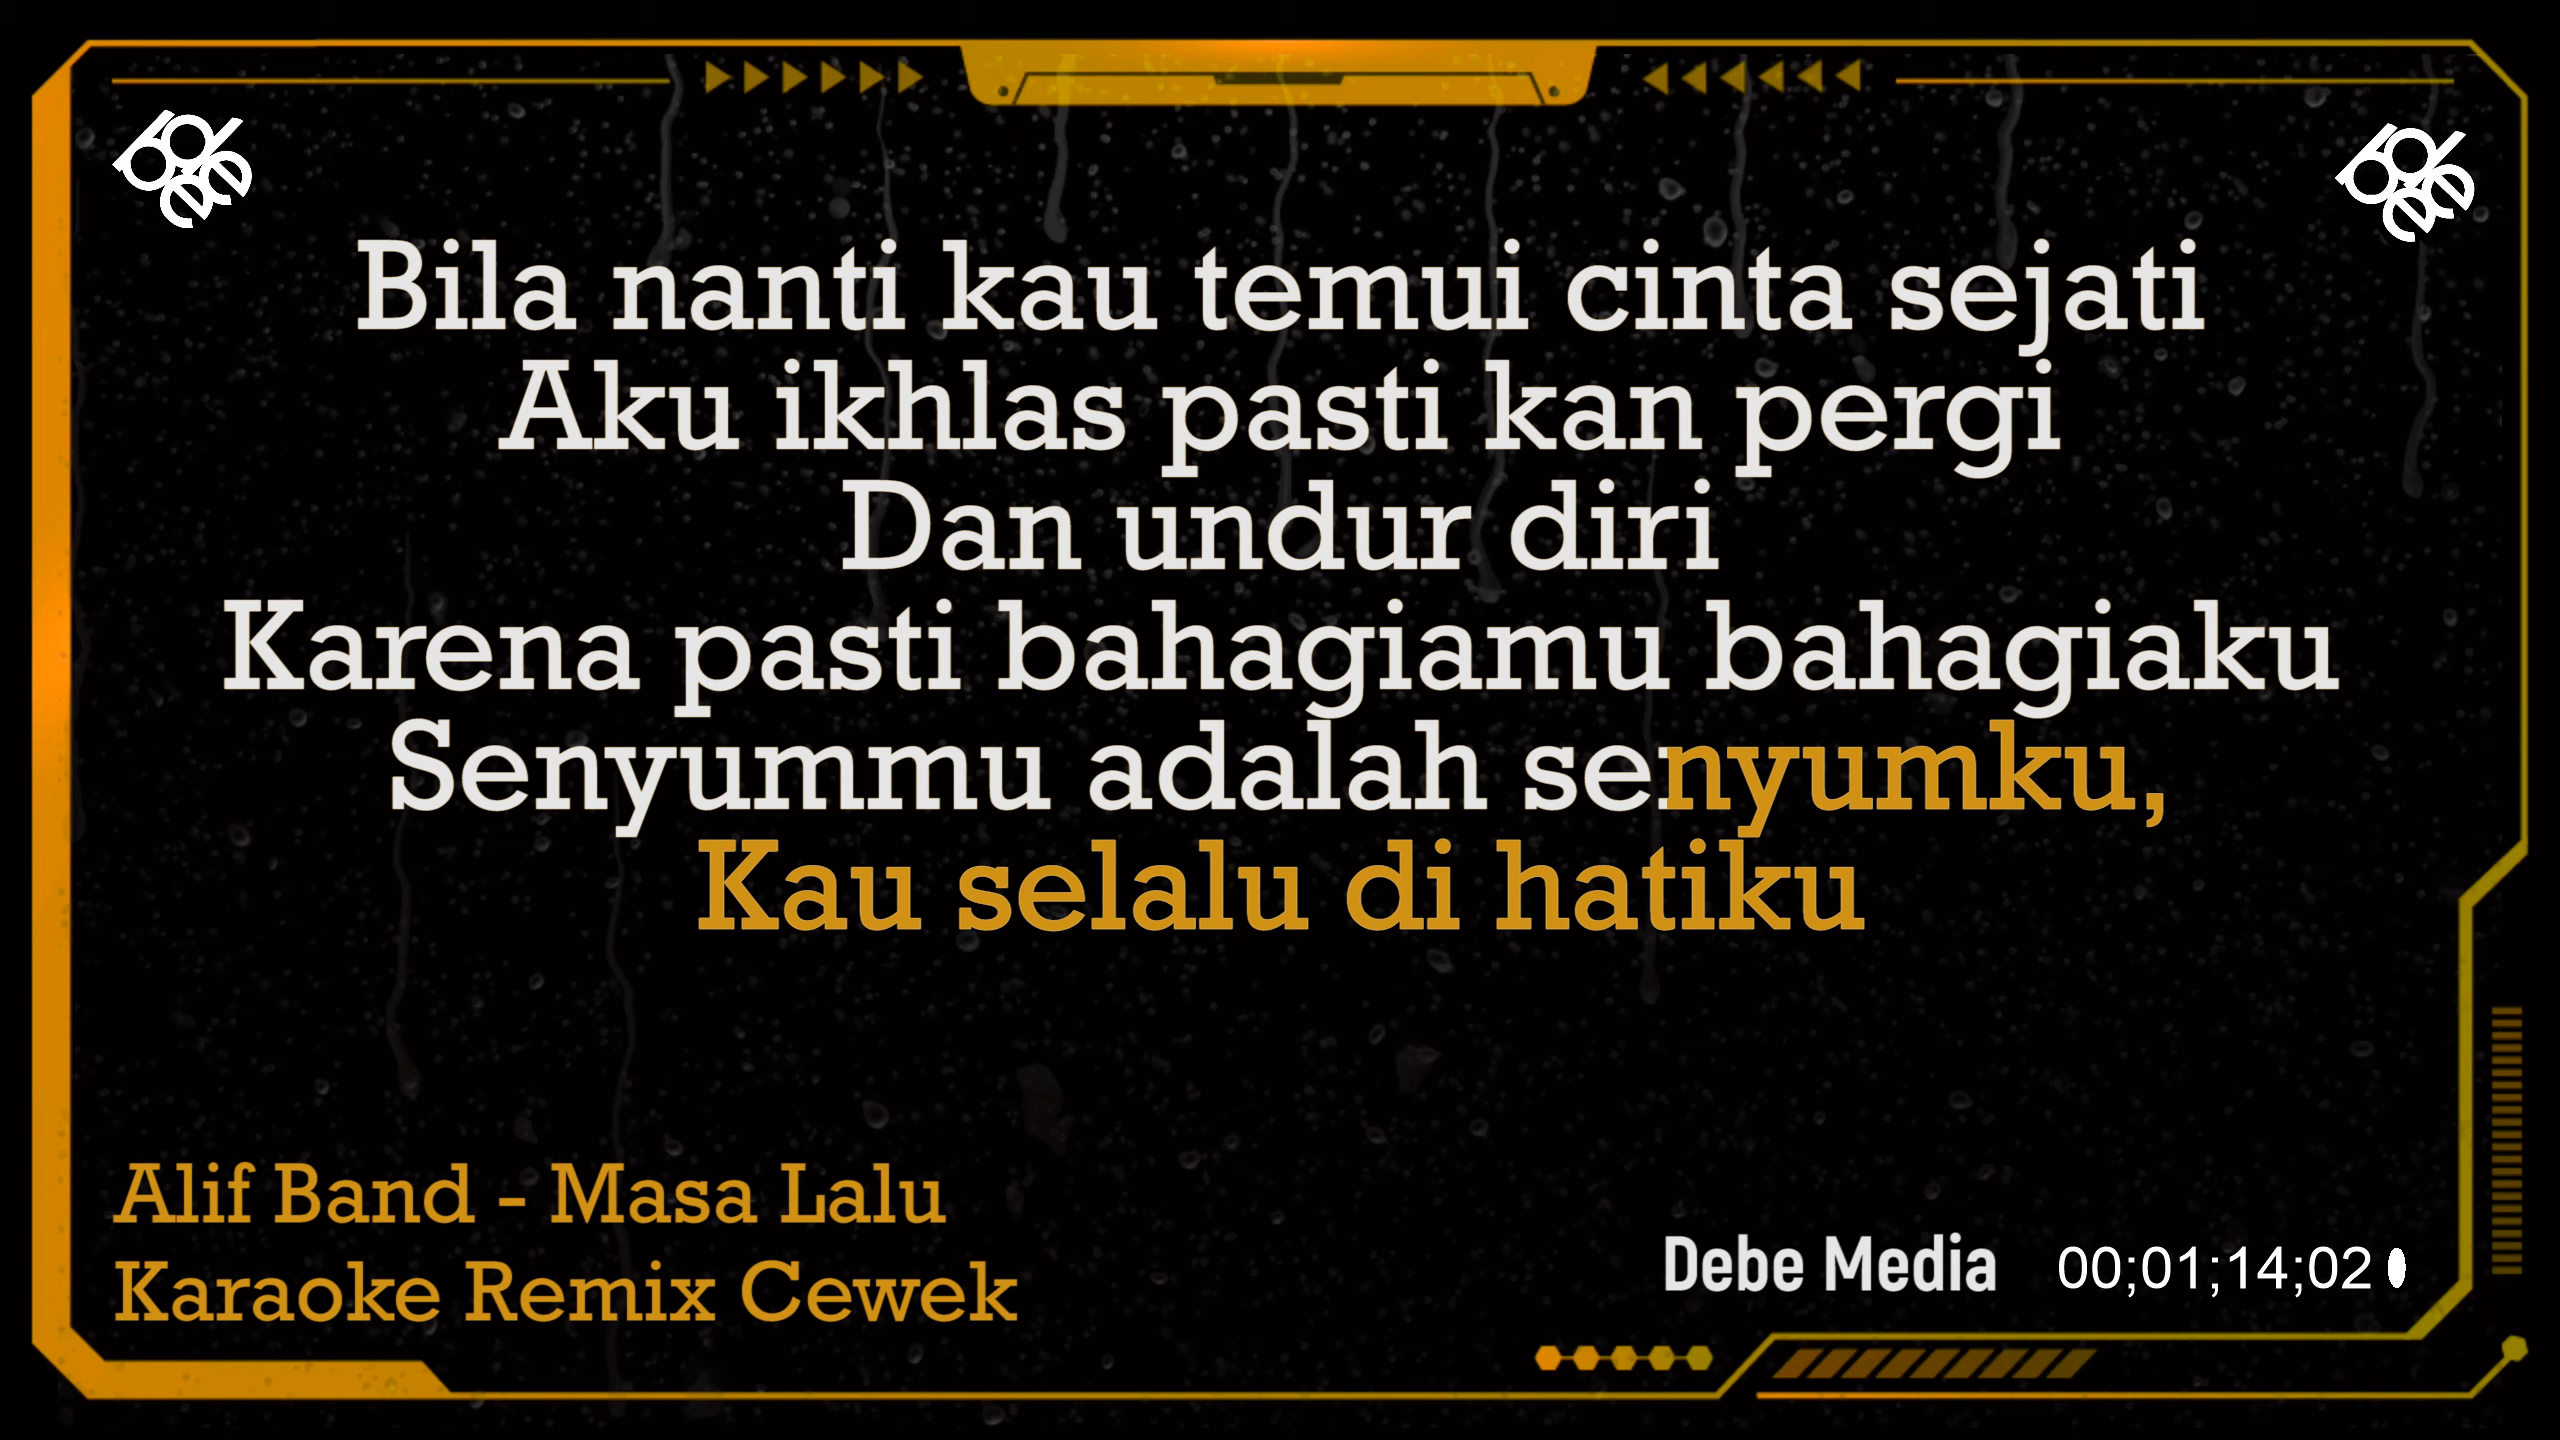 Bila nanti kau temui cinta sejati
Aku ikhlas pasti kan pergi
Dan undur diri
Karena pasti bahagiamu bahagiaku
Senyummu adalah senyumku,
Kau selalu di hatiku
Alif Band - Masa Lalu
Karaoke Remix Cewek
Debe Media 00;01;14;02